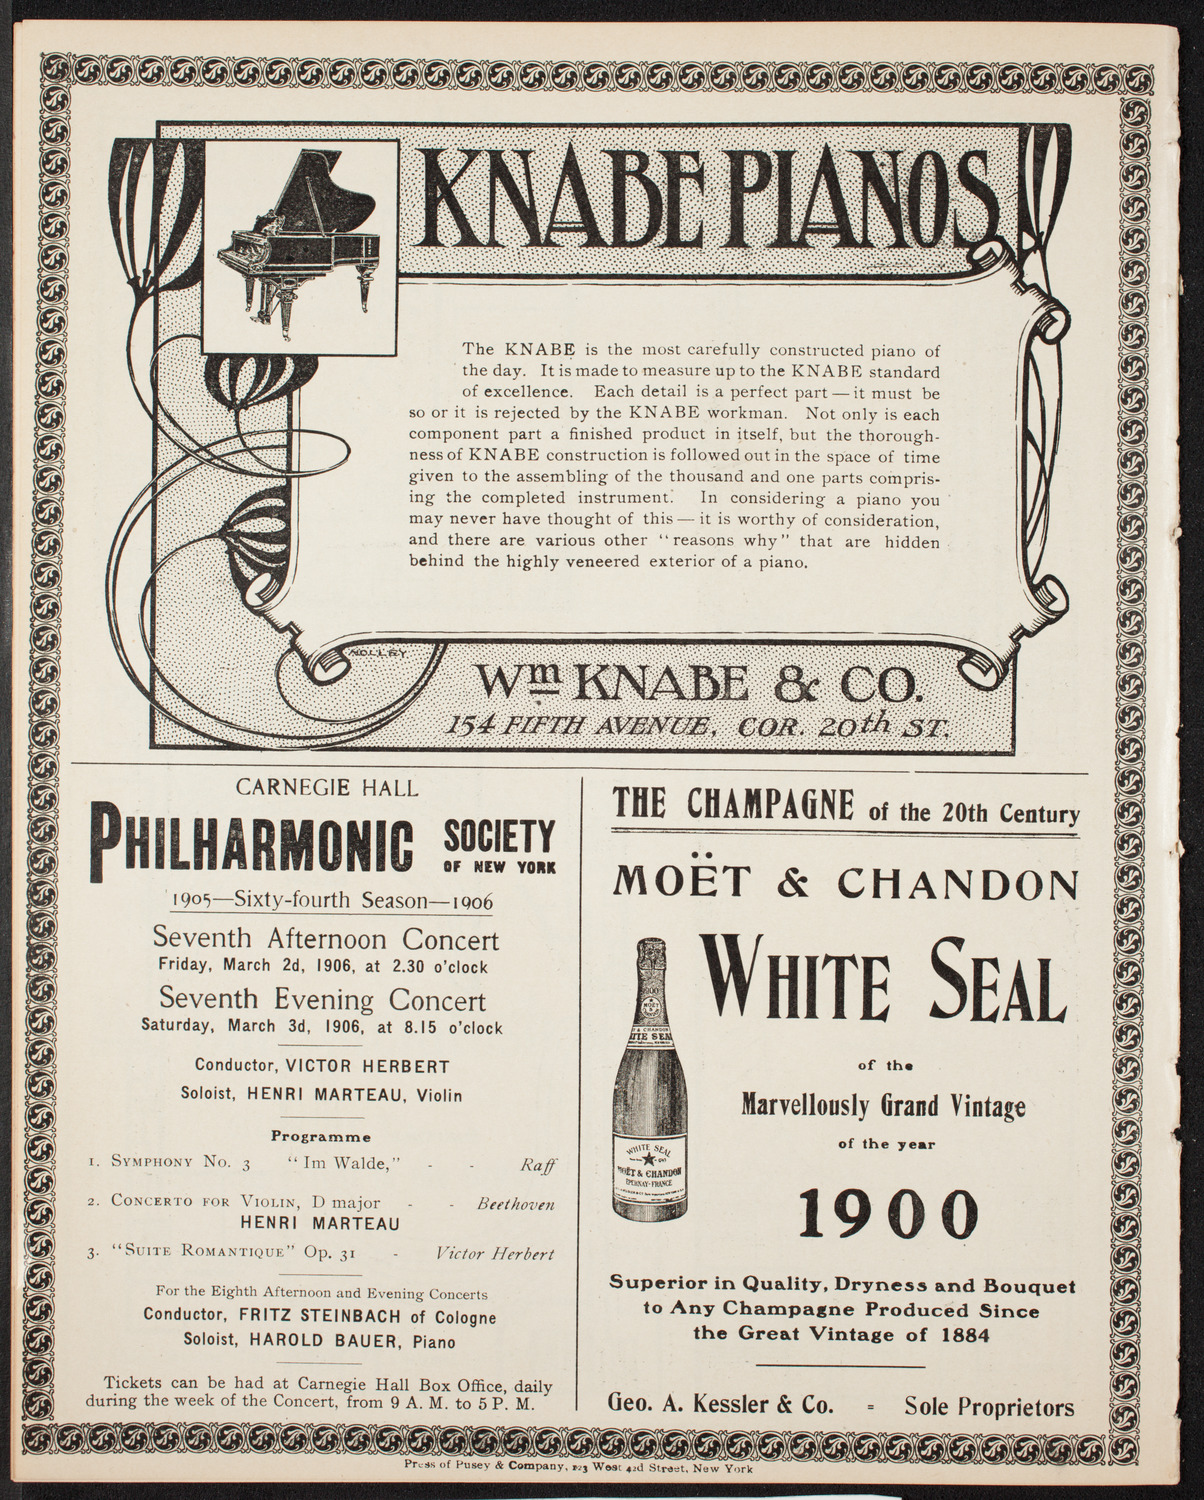 KNABE PIANOS
The KNABE is the most carefully constructed piano of
the day. It is made to measure up to the KNABE standard
of excellence. Each detail is a perfect part — it must be
so or it is rejected by the KNABE workman. Not only is each
component part a finished product in itself, but the thorough-
ness of KNABE construction is followed out in the space of time
given to the assembling of the thousand and one parts compris-
ing the completed instrument. In considering a piano you
may never have thought of this — it is worthy of consideration,
and there are various other "reasons why" that are hidden
behind the highly veneered exterior of a piano.
NOLLEY
Wm KNABE & CO.
154 FIFTH AVENUE, COR. 20th ST.
CARNEGIE HALL
PHILHARMONIC SOCIETY
OF NEW YORK
1905—Sixty-fourth Season—1906
Seventh Afternoon Concert
Friday, March 2d, 1906, at 2.30 o'clock
Seventh Evening Concert
Saturday, March 3d, 1906, at 8.15 o'clock
Conductor, VICTOR HERBERT
Soloist, HENRI MARTEAU, Violin
Programme
1. SYMPHONY No. 3 "Im Walde," - - Raff
2. CONCERTO FOR VIOLIN, D major - - Beethoven
HENRI MARTEAU
3. "SUITE ROMANTIQUE" Op. 31 - Victor Herbert
For the Eighth Afternoon and Evening Concerts
Conductor, FRITZ STEINBACH of Cologne
Soloist, HAROLD BAUER, Piano
Tickets can be had at Carnegie Hall Box Office, daily
during the week of the Concert, from 9 A. M. to 5 P. M.
THE CHAMPAGNE of the 20th Century
MOËT & CHANDON
WHITE SEAL
1900
MOËT
& CHANDON
ITE SEA
WHITE SEAL
MOËT & CHANDON
EPERNAY-FRANCE
of the
Marvellously Grand Vintage
of the year
1900
Superior in Quality, Dryness and Bouquet
to Any Champagne Produced Since
the Great Vintage of 1884
Geo. A. Kessler & Co. = Sole Proprietors
Press of Pusey & Company, 123 West 42d Street, New York